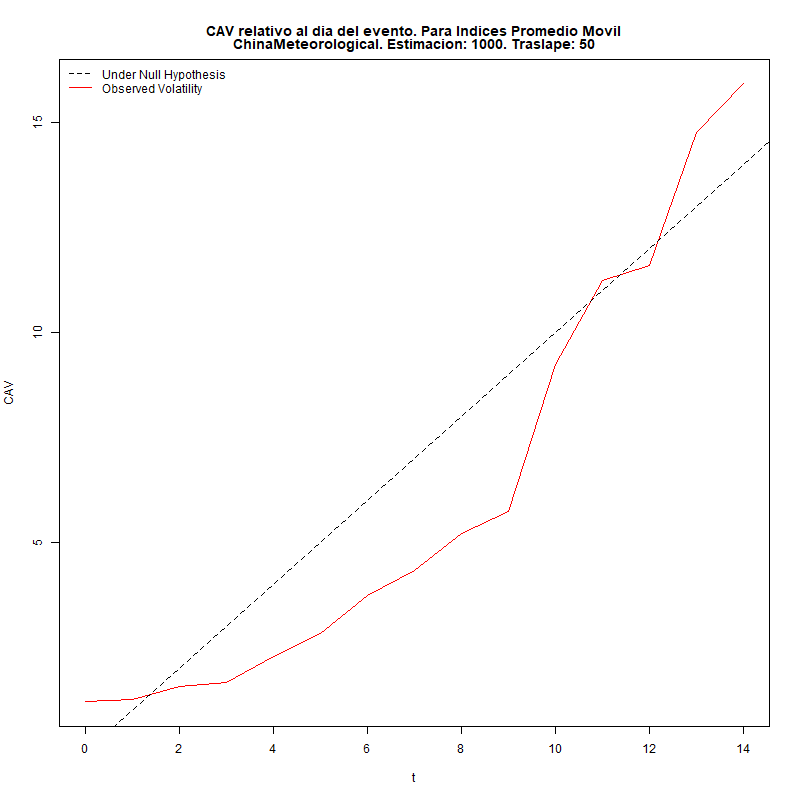 CAV relativo al dia del evento. Para Indices Promedio Movil
ChinaMeteorological. Estimacion: 1000. Traslape: 50
Under Null Hypothesis
Observed Volatility
15
10
5
CAV
0 2 4 6 8 10 12 14
t